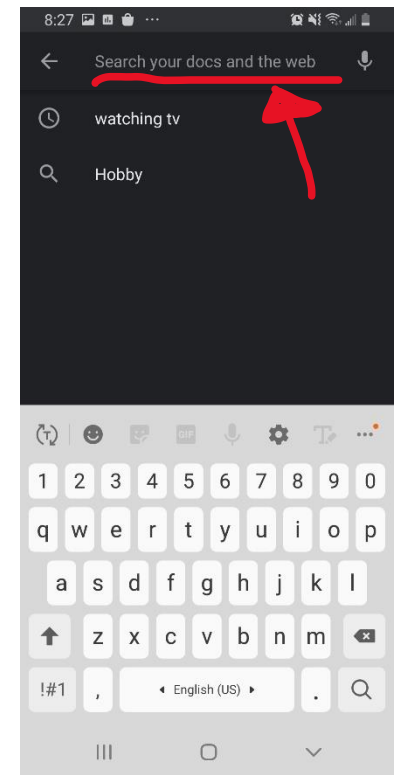 8:27
Search your docs and the web
watching tv
Hobby
GIF
1 2 3 4 5 6 7 8 9 0
q w e r t y u i o p
a s d f g h j k l
z x c v b n m
!#1 , English (US) .